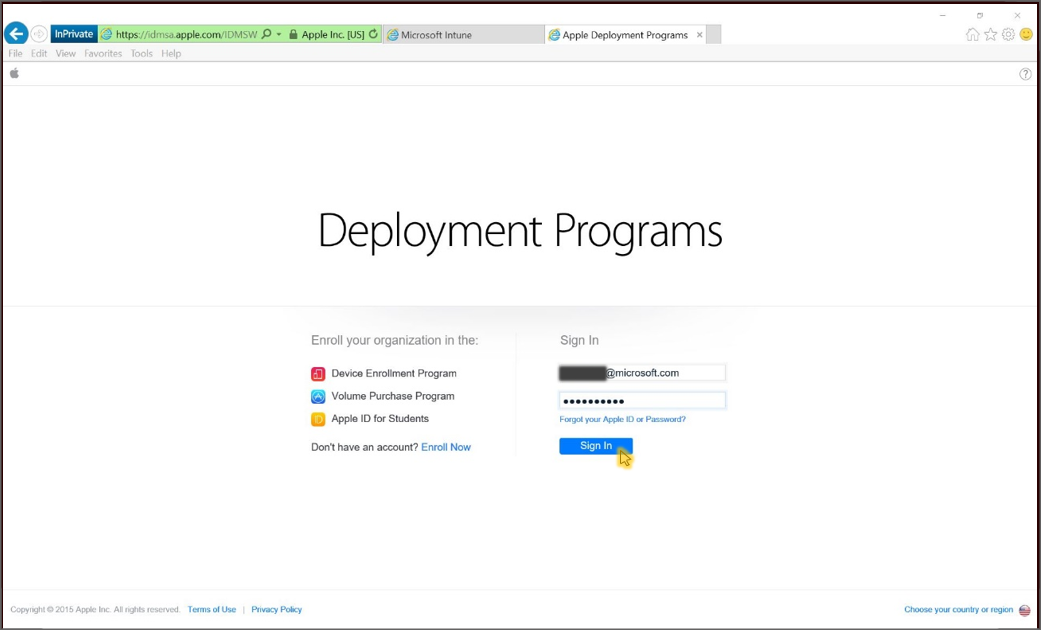 InPrivate https://idmsa.apple.com/IDMSW Apple Inc. [US] Microsoft Intune Apple Deployment Programs
File Edit View Favorites Tools Help
Deployment Programs
Enroll your organization in the:
Device Enrollment Program
Volume Purchase Program
Apple ID for Students
Don't have an account? Enroll Now
Sign In
@microsoft.com
Forgot your Apple ID or Password?
Sign In
Copyright © 2015 Apple Inc. All rights reserved. Terms of Use | Privacy Policy
Choose your country or region